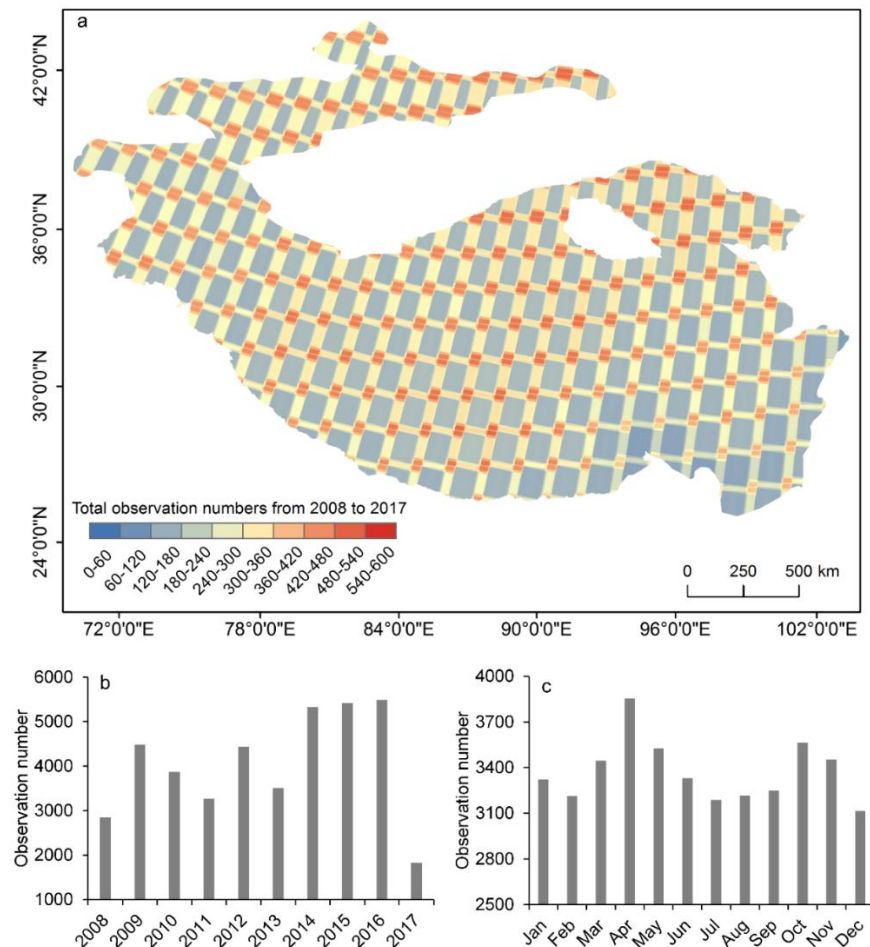 a
42°0'0"N
36°0'0"N
30°0'0"N
24°0'0"N
Total observation numbers from 2008 to 2017
0-60
60-120
120-180
180-240
240-300
300-360
360-420
420-480
480-540
540-600
0 250 500 km
72°0'0"E 78°0'0"E 84°0'0"E 90°0'0"E 96°0'0"E 102°0'0"E
b
Observation number
6000
5000
4000
3000
2000
1000
2008 2009 2010 2011 2012 2013 2014 2015 2016 2017
c
Observation number
4000
3700
3400
3100
2800
2500
Jan Feb Mar Apr May Jun Jul Aug Sep Oct Nov Dec